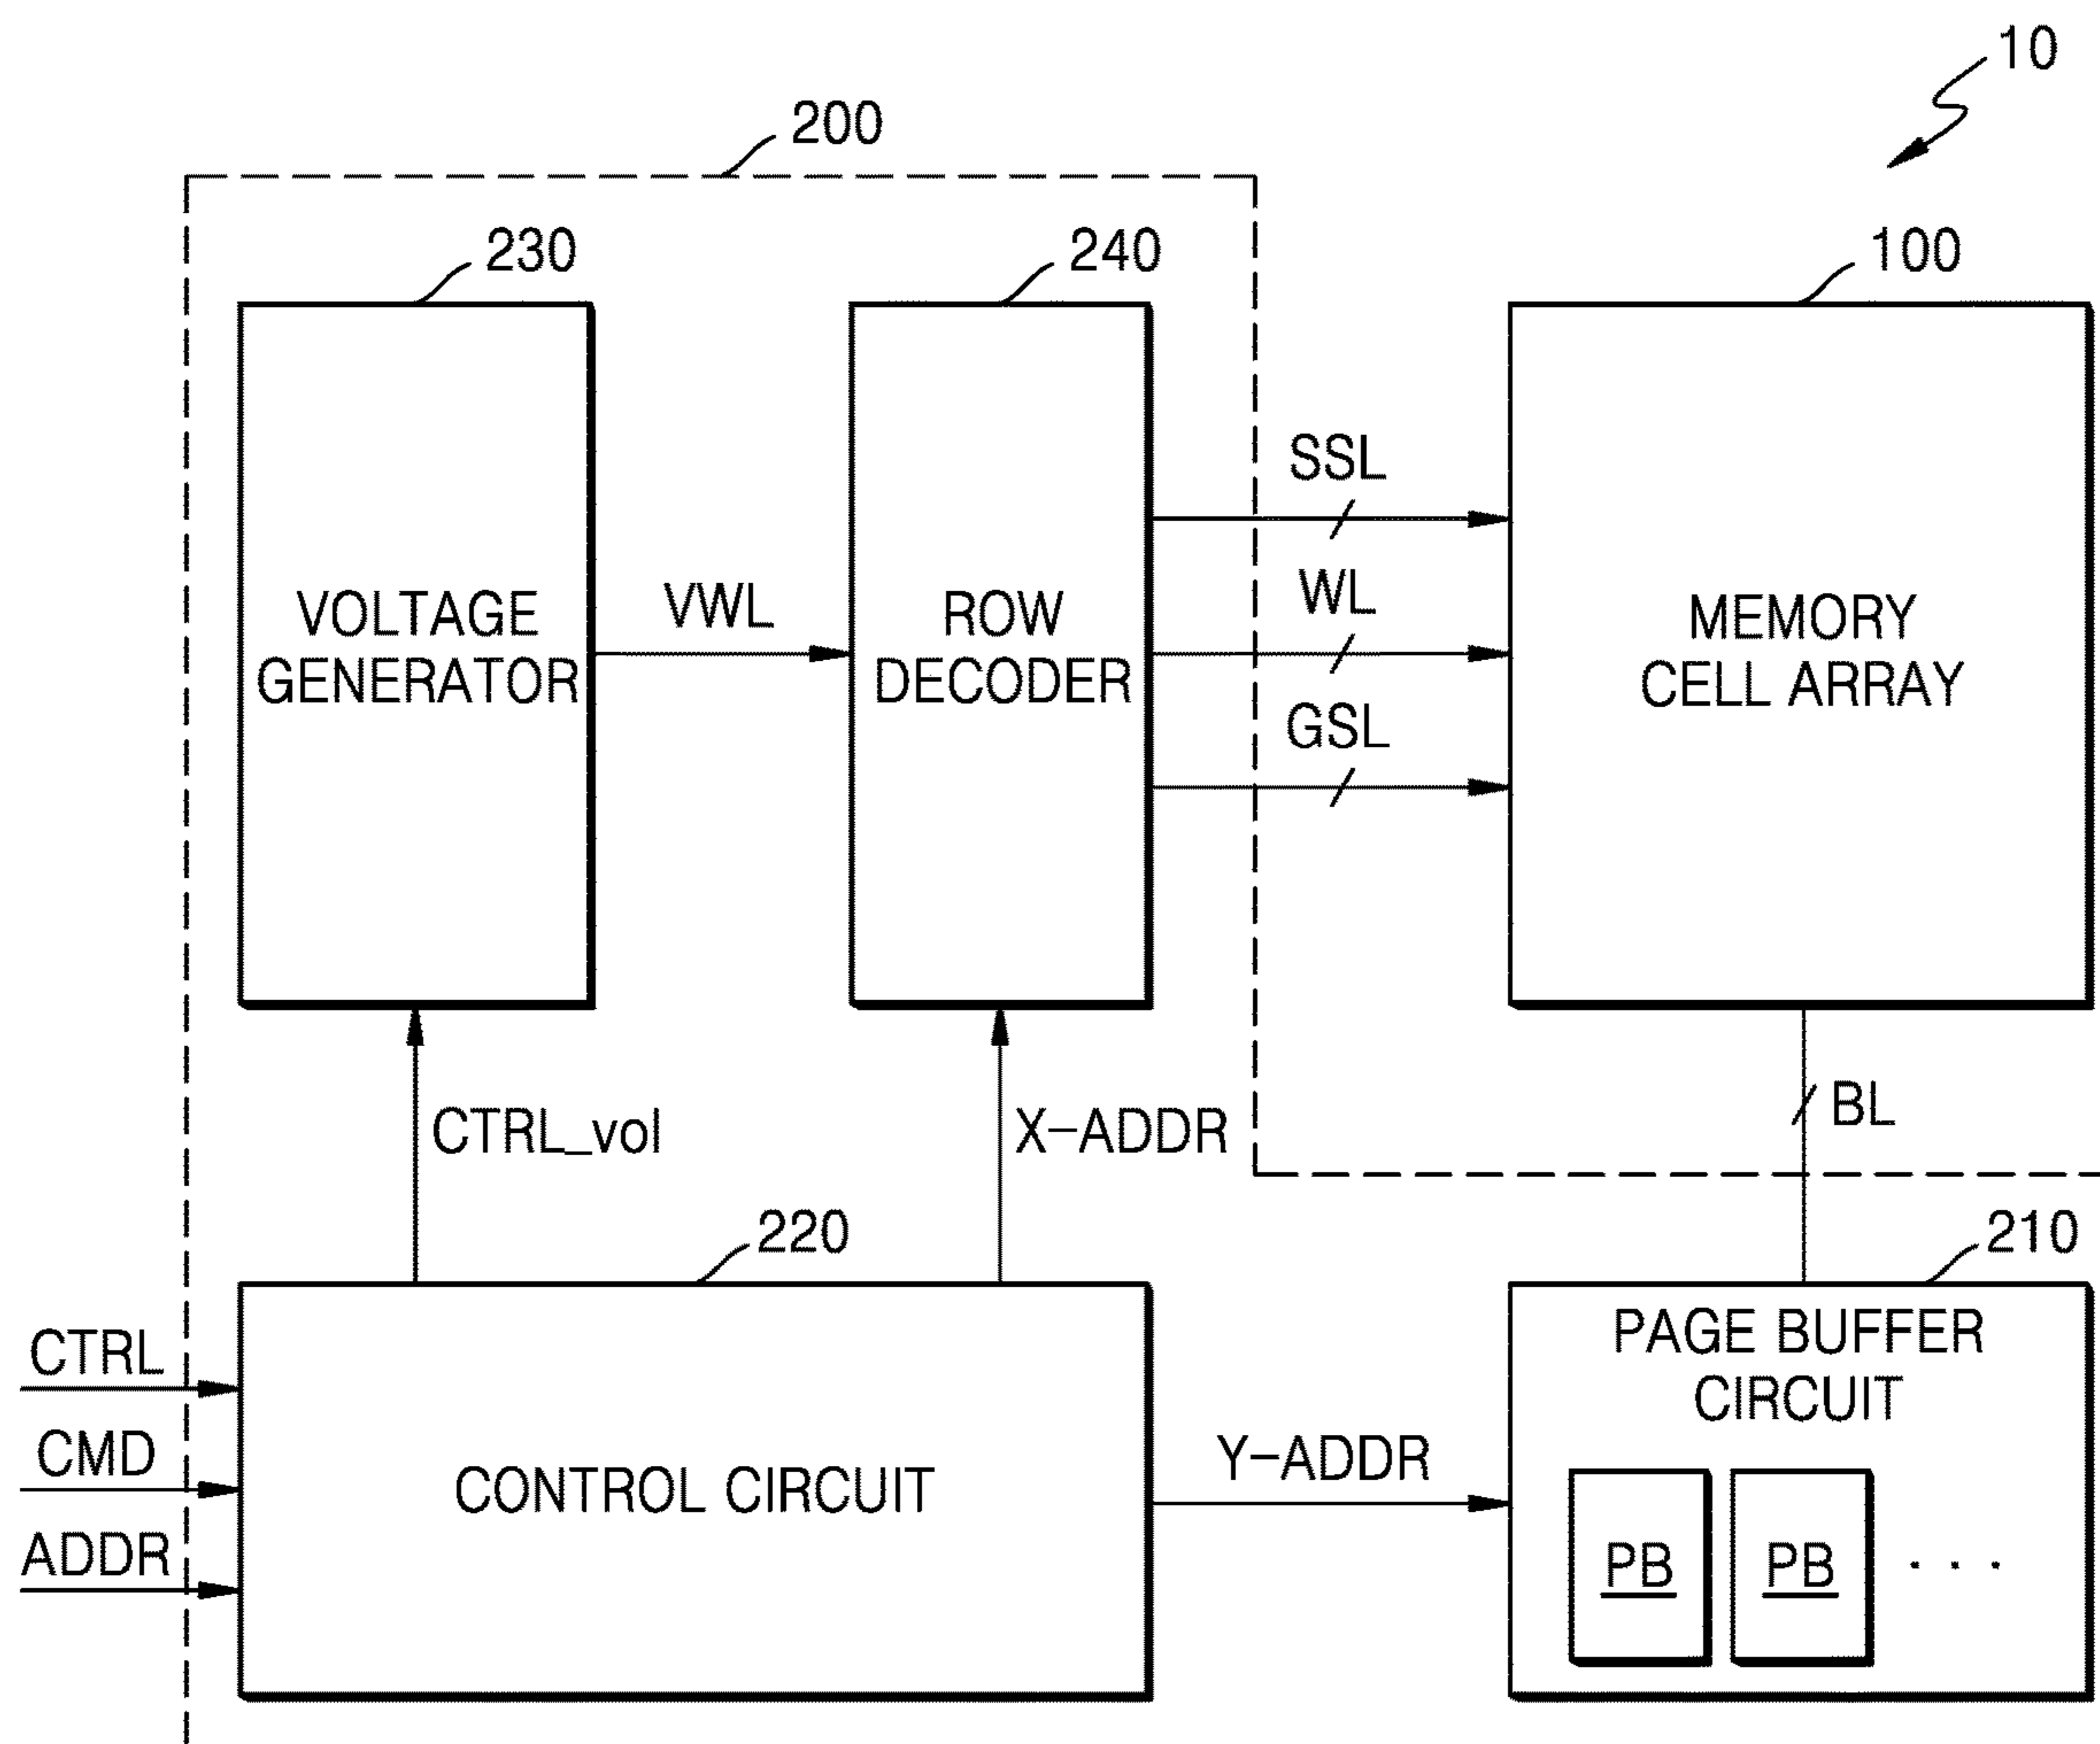 10
200
230
240
100
VOLTAGE
GENERATOR
VWL
ROW
DECODER
SSL
WL
GSL
MEMORY
CELL ARRAY
CTRL_vol
X-ADDR
BL
220
210
CTRL
CMD
ADDR
CONTROL CIRCUIT
Y-ADDR
PAGE BUFFER
CIRCUIT
PB
PB
. . .